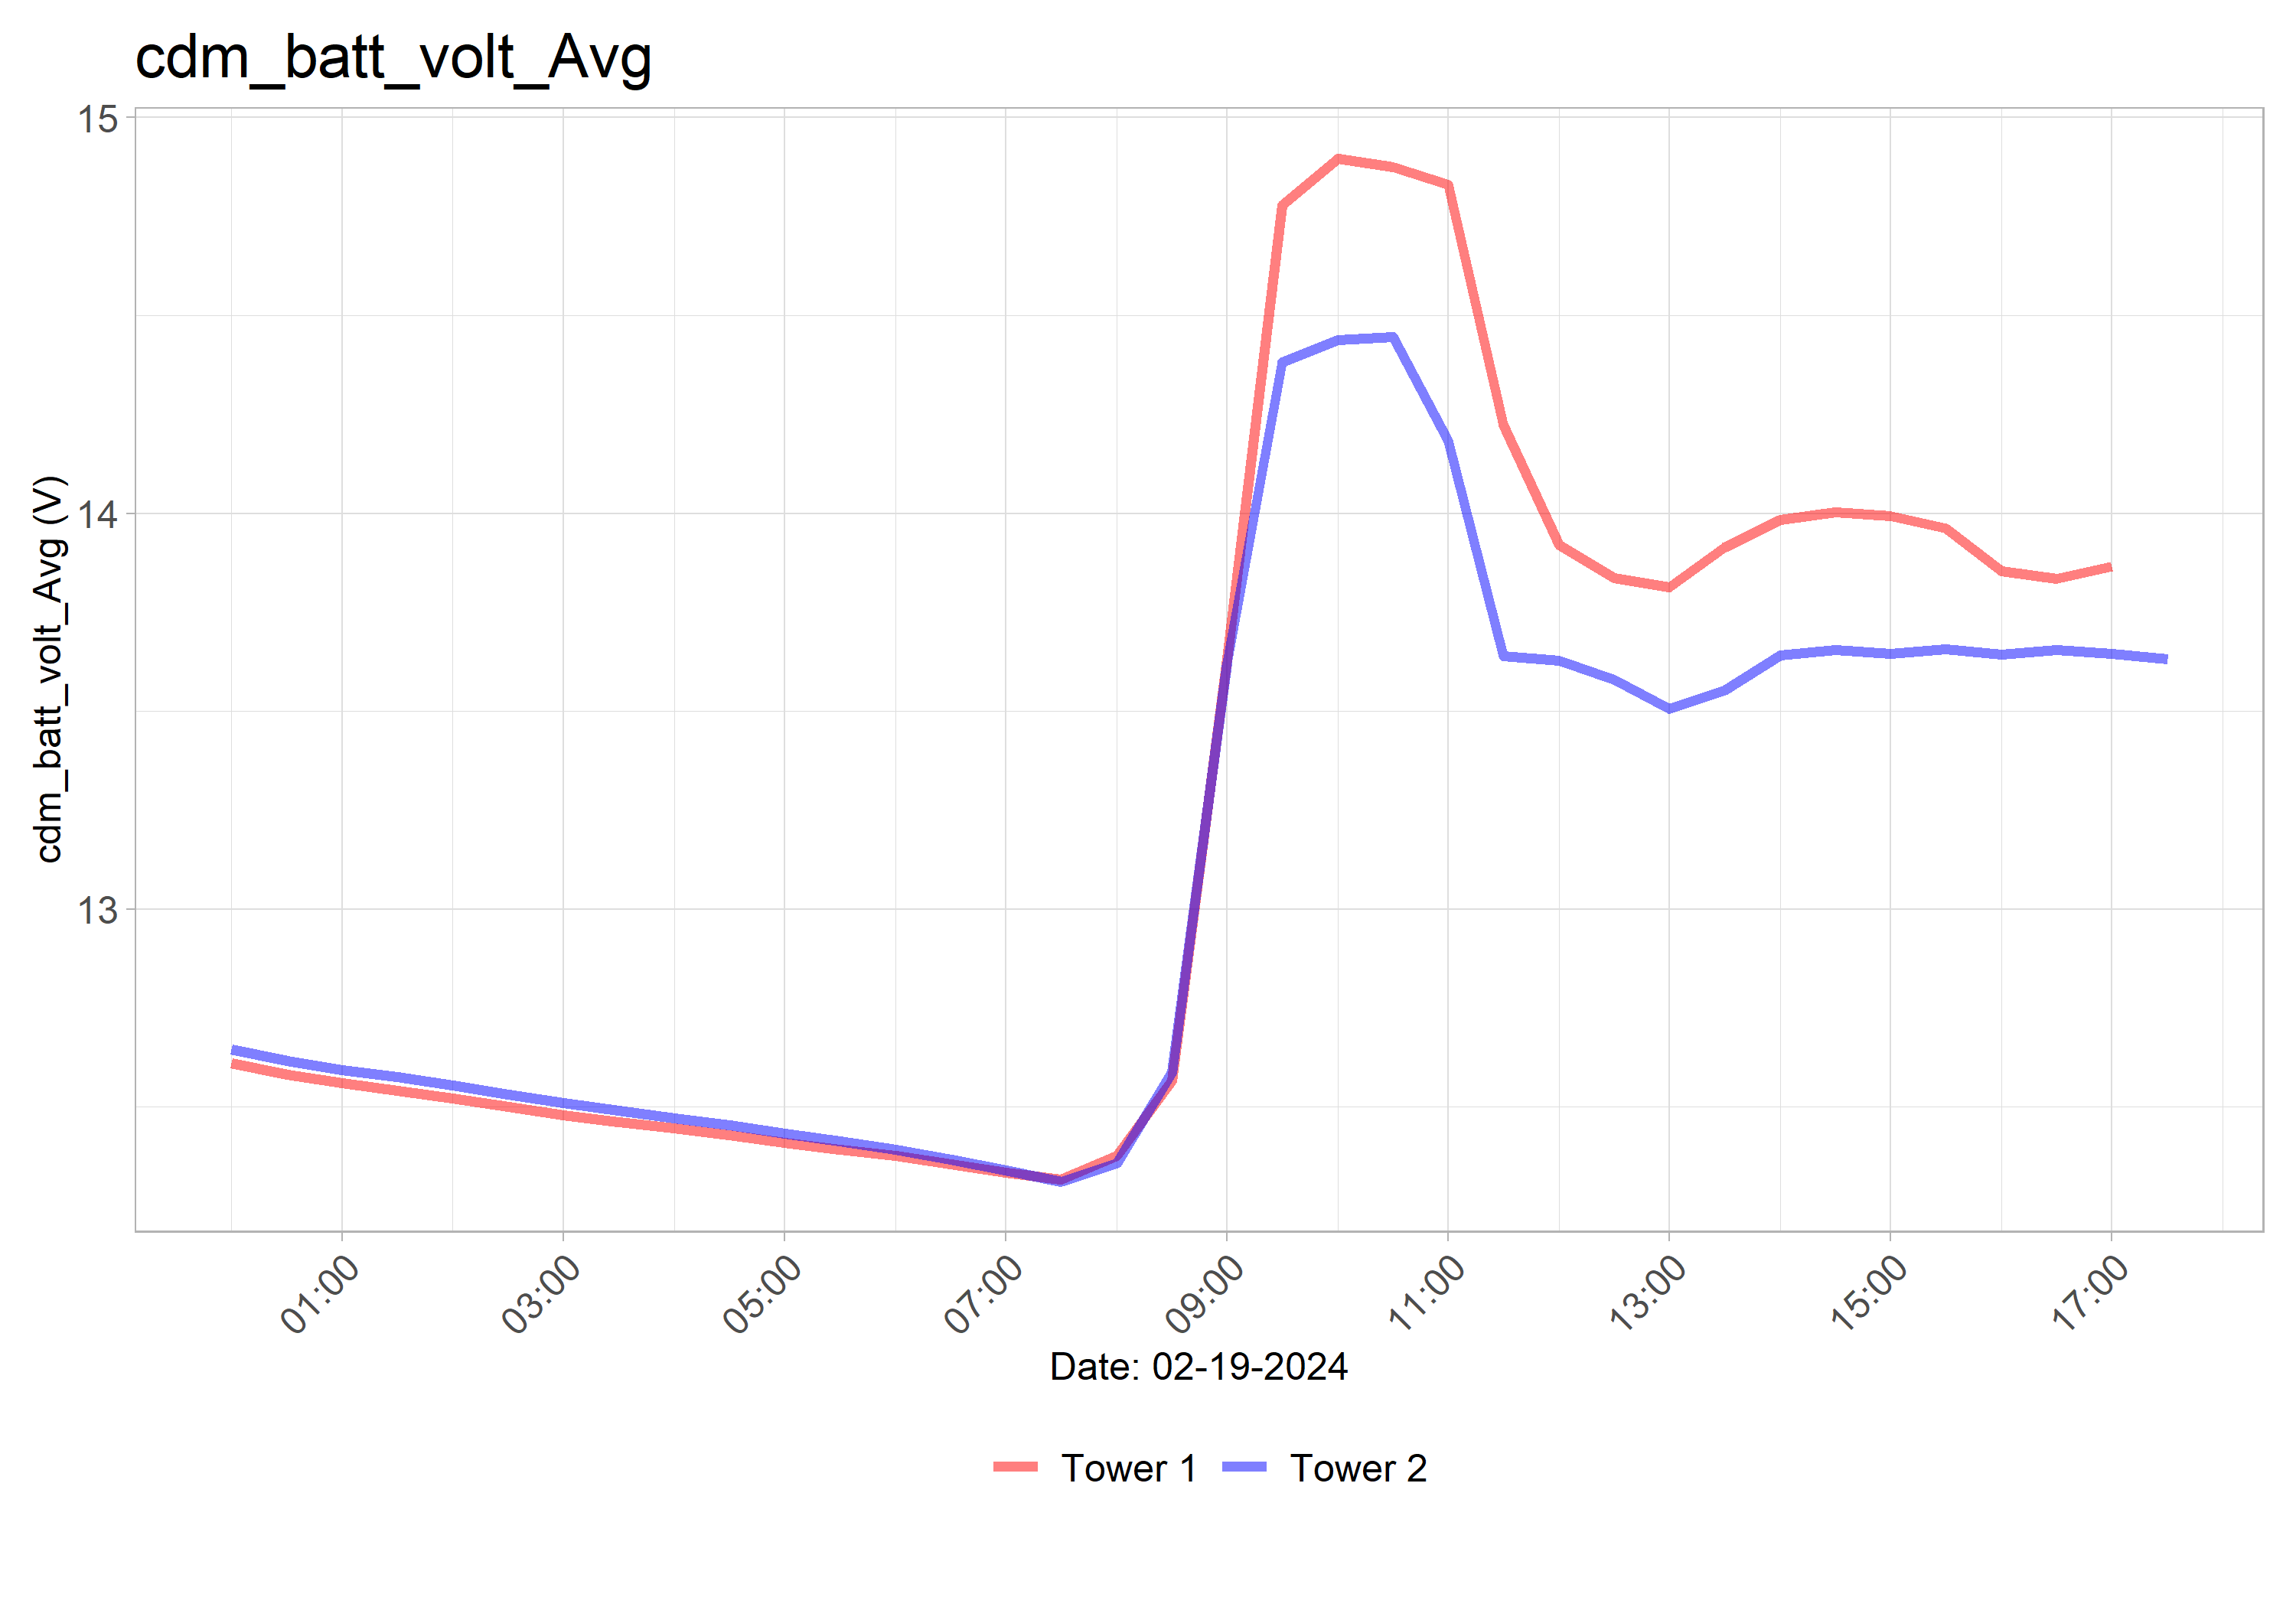 cdm_batt_volt_Avg
cdm_batt_volt_Avg (V)
15
14
13
01:00
03:00
05:00
07:00
09:00
11:00
13:00
15:00
17:00
Date: 02-19-2024
Tower 1
Tower 2